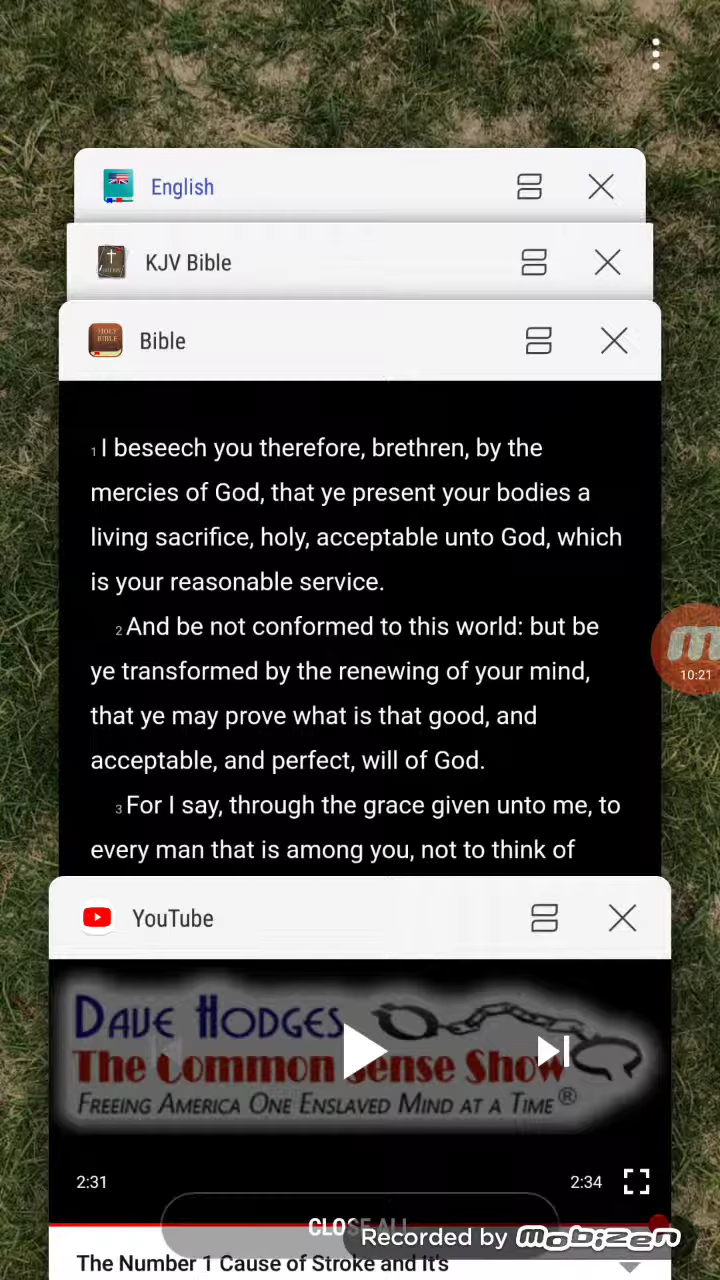 English
KJV Bible
HOLY
BIBLE
Bible
1 I beseech you therefore, brethren, by the
mercies of God, that ye present your bodies a
living sacrifice, holy, acceptable unto God, which
is your reasonable service.
2 And be not conformed to this world: but be
ye transformed by the renewing of your mind,
that ye may prove what is that good, and
acceptable, and perfect, will of God.
3 For I say, through the grace given unto me, to
every man that is among you, not to think of
m
10:21
YouTube
DAVE HODGES
The Common Sense Show
FREEING AMERICA ONE ENSLAVED MIND AT A TIME®
2:31
2:34
CLOSE ALL
Recorded by mobizen
The Number 1 Cause of Stroke and It's